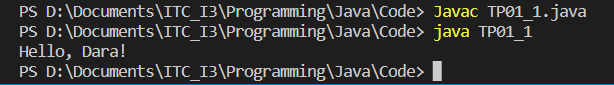 PS D:\Documents\ITC_I3\Programming\Java\Code> Javac TP01_1.java
PS D:\Documents\ITC_I3\Programming\Java\Code> java TP01_1
Hello, Dara!
PS D:\Documents\ITC_I3\Programming\Java\Code>